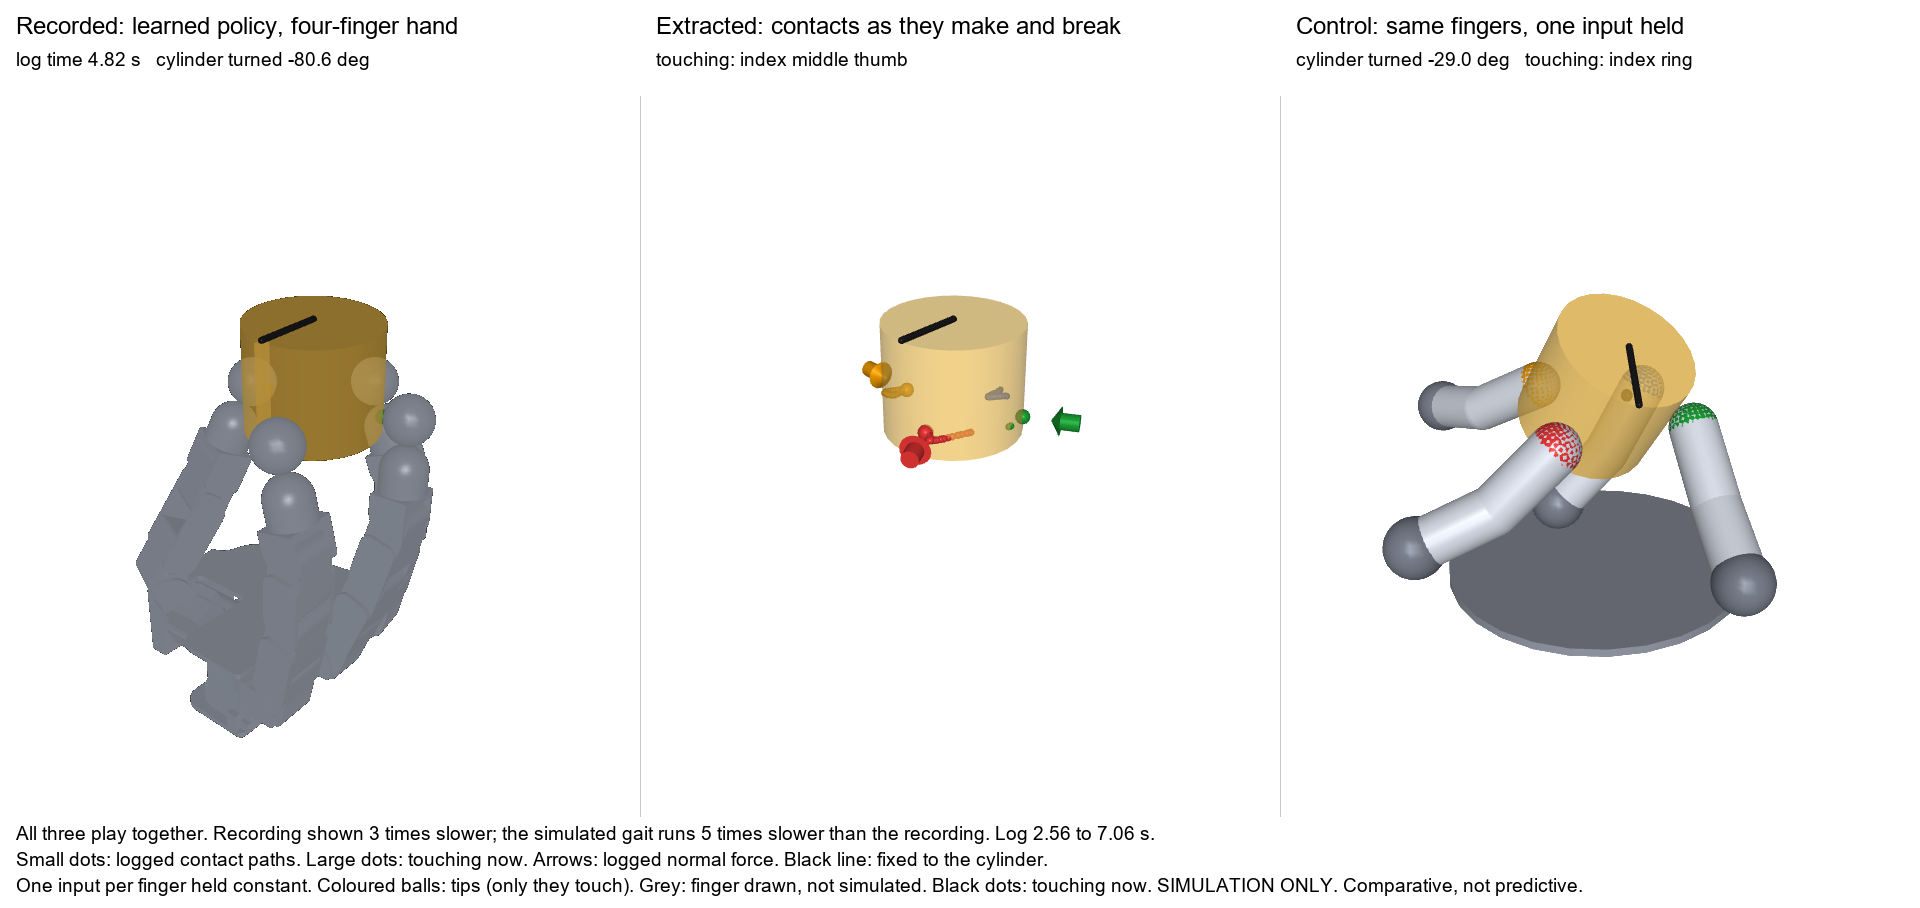 Recorded: learned policy, four-finger hand
log time 4.82 s   cylinder turned -80.6 deg
Extracted: contacts as they make and break
touching: index middle thumb
Control: same fingers, one input held
cylinder turned -29.0 deg   touching: index ring
All three play together. Recording shown 3 times slower; the simulated gait runs 5 times slower than the recording. Log 2.56 to 7.06 s.
Small dots: logged contact paths. Large dots: touching now. Arrows: logged normal force. Black line: fixed to the cylinder.
One input per finger held constant. Coloured balls: tips (only they touch). Grey: finger drawn, not simulated. Black dots: touching now. SIMULATION ONLY. Comparative, not predictive.